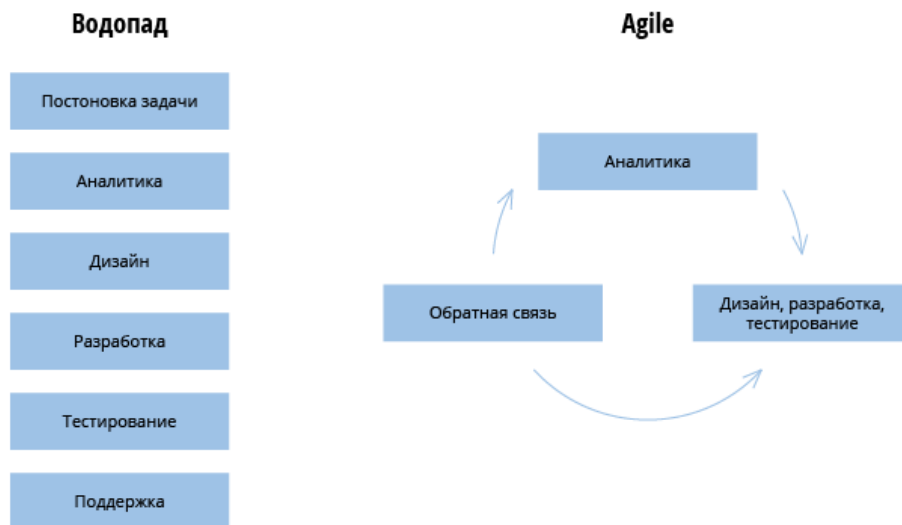 Водопад
Постоновка задачи
Аналитика
Дизайн
Разработка
Тестирование
Поддержка
Agile
Аналитика
Обратная связь
Дизайн, разработка,
тестирование